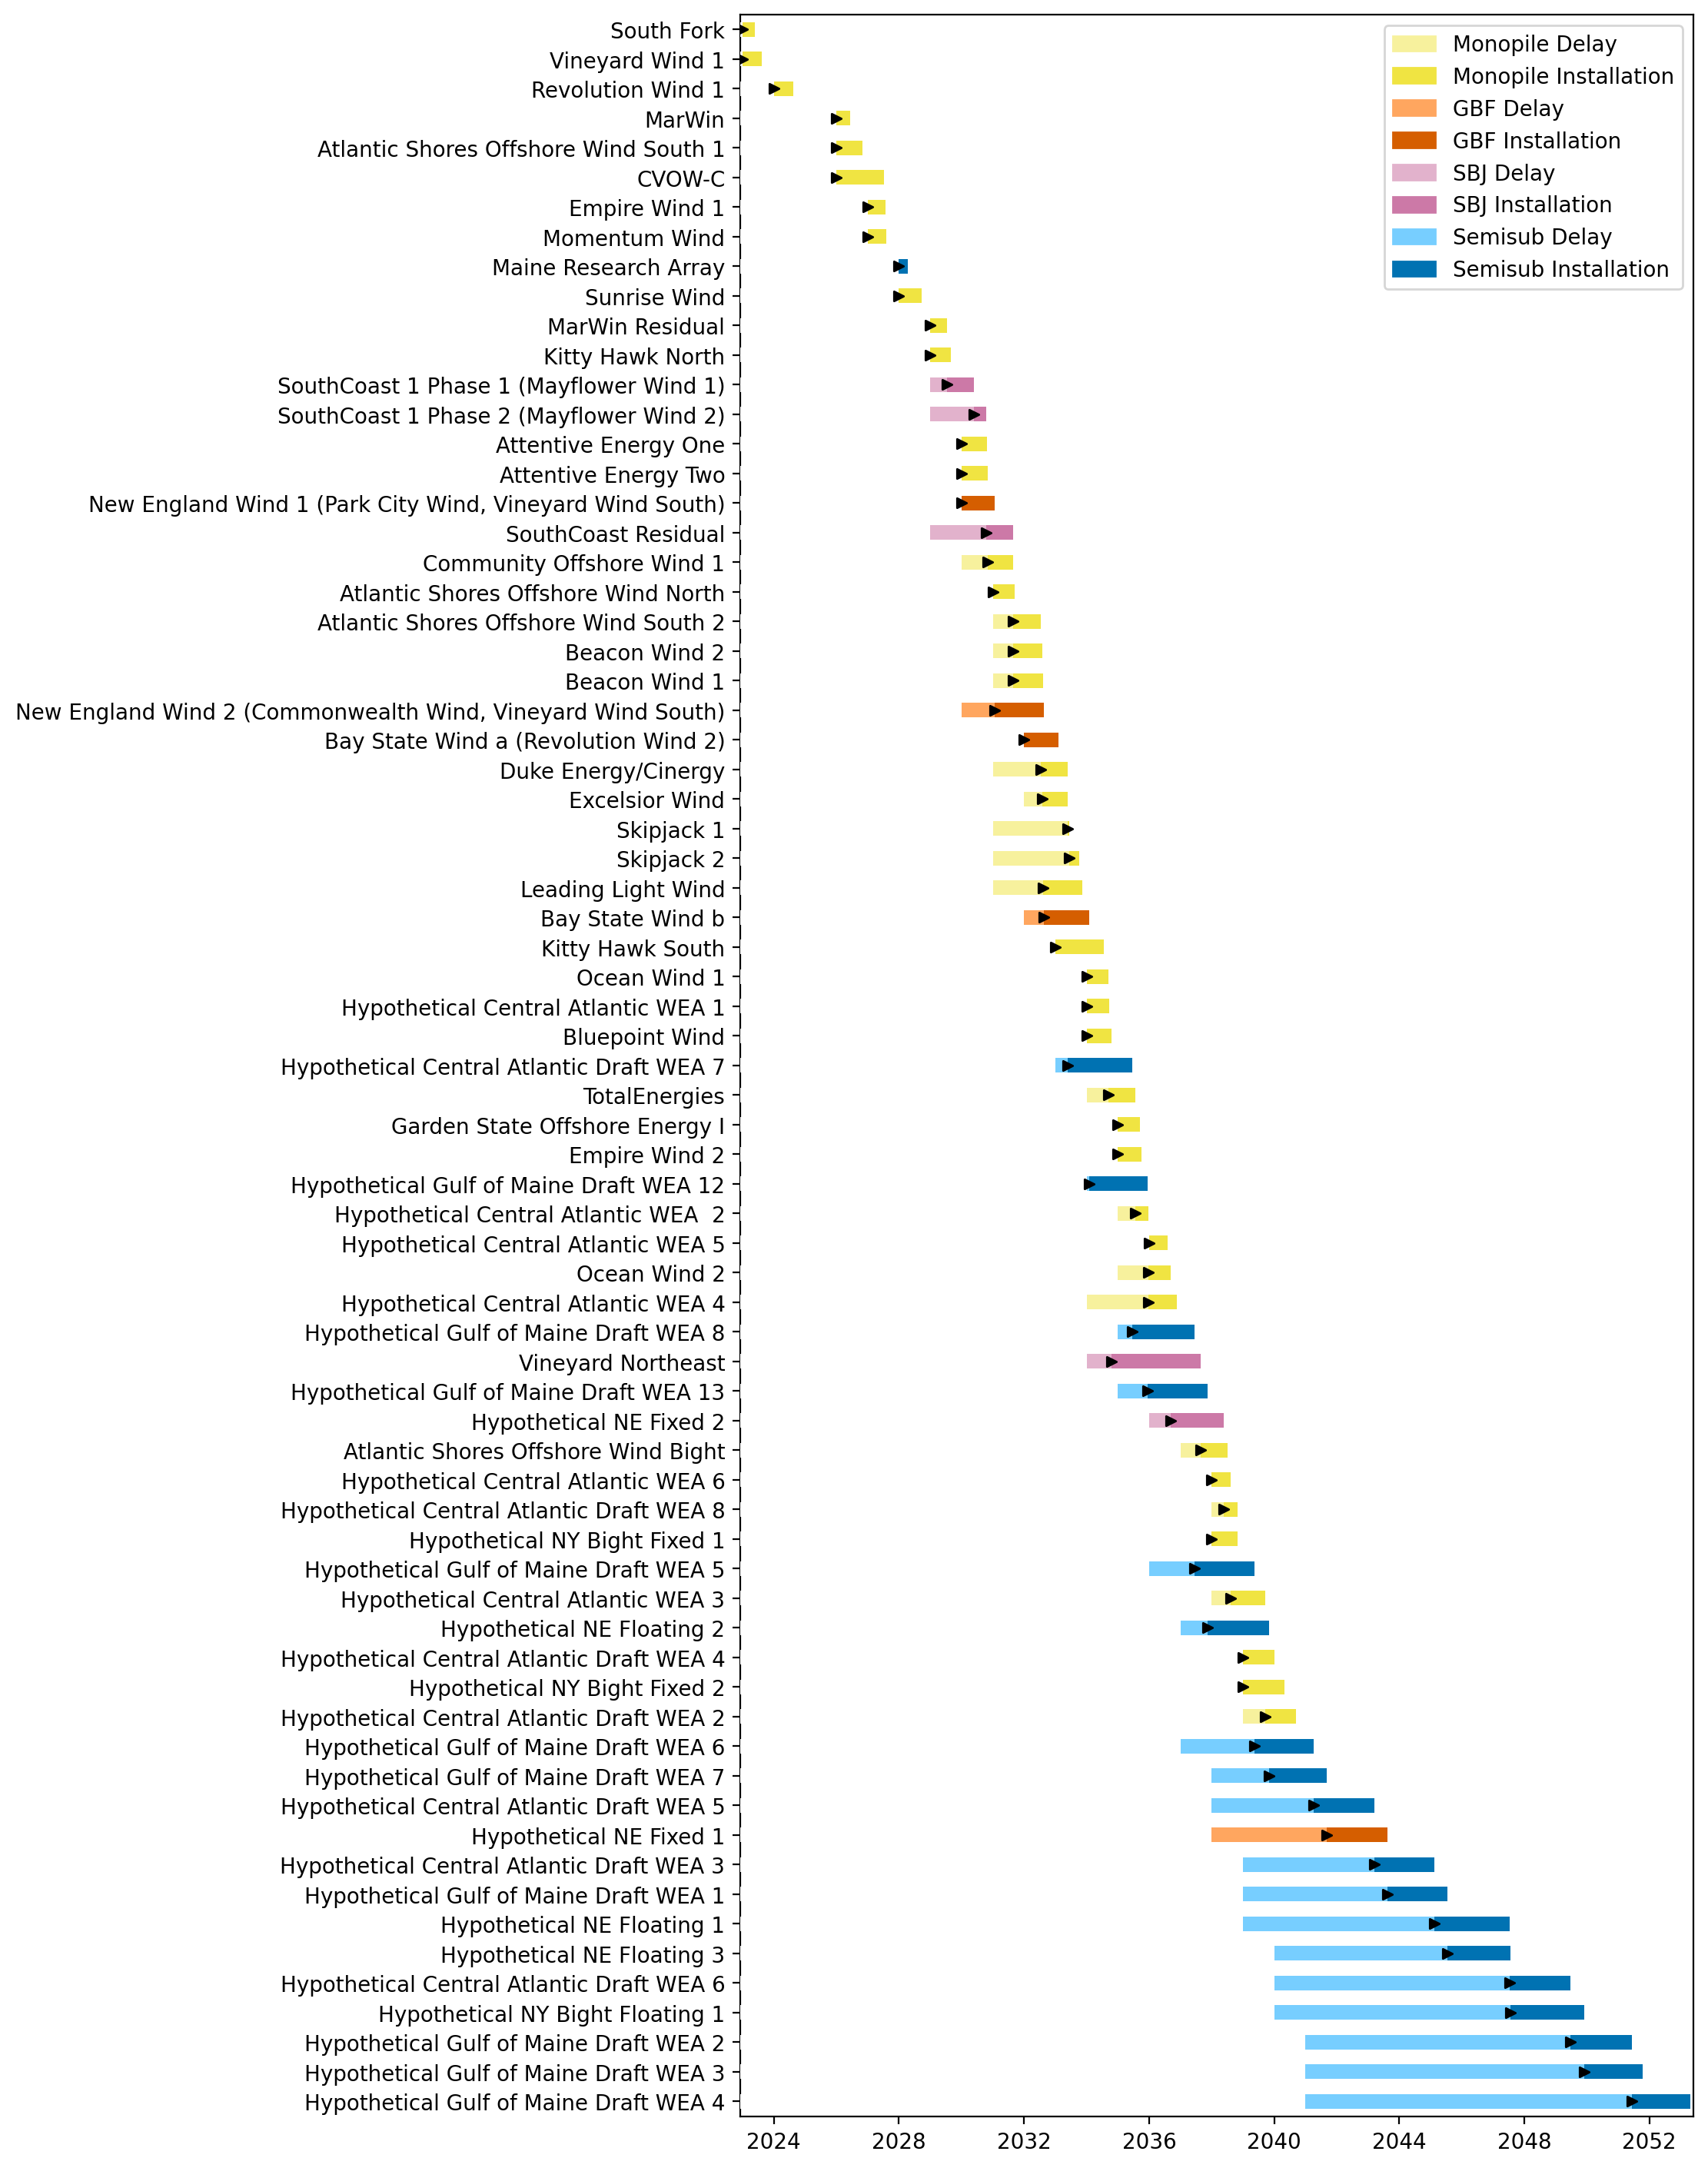 South Fork
Vineyard Wind 1
Revolution Wind 1
MarWin
Atlantic Shores Offshore Wind South 1
CVOW-C
Empire Wind 1
Momentum Wind
Maine Research Array
Sunrise Wind
MarWin Residual
Kitty Hawk North
SouthCoast 1 Phase 1 (Mayflower Wind 1)
SouthCoast 1 Phase 2 (Mayflower Wind 2)
Attentive Energy One
Attentive Energy Two
New England Wind 1 (Park City Wind, Vineyard Wind South)
SouthCoast Residual
Community Offshore Wind 1
Atlantic Shores Offshore Wind North
Atlantic Shores Offshore Wind South 2
Beacon Wind 2
Beacon Wind 1
New England Wind 2 (Commonwealth Wind, Vineyard Wind South)
Bay State Wind a (Revolution Wind 2)
Duke Energy/Cinergy
Excelsior Wind
Skipjack 1
Skipjack 2
Leading Light Wind
Bay State Wind b
Kitty Hawk South
Ocean Wind 1
Hypothetical Central Atlantic WEA 1
Bluepoint Wind
Hypothetical Central Atlantic Draft WEA 7
TotalEnergies
Garden State Offshore Energy I
Empire Wind 2
Hypothetical Gulf of Maine Draft WEA 12
Hypothetical Central Atlantic WEA  2
Hypothetical Central Atlantic WEA 5
Ocean Wind 2
Hypothetical Central Atlantic WEA 4
Hypothetical Gulf of Maine Draft WEA 8
Vineyard Northeast
Hypothetical Gulf of Maine Draft WEA 13
Hypothetical NE Fixed 2
Atlantic Shores Offshore Wind Bight
Hypothetical Central Atlantic WEA 6
Hypothetical Central Atlantic Draft WEA 8
Hypothetical NY Bight Fixed 1
Hypothetical Gulf of Maine Draft WEA 5
Hypothetical Central Atlantic WEA 3
Hypothetical NE Floating 2
Hypothetical Central Atlantic Draft WEA 4
Hypothetical NY Bight Fixed 2
Hypothetical Central Atlantic Draft WEA 2
Hypothetical Gulf of Maine Draft WEA 6
Hypothetical Gulf of Maine Draft WEA 7
Hypothetical Central Atlantic Draft WEA 5
Hypothetical NE Fixed 1
Hypothetical Central Atlantic Draft WEA 3
Hypothetical Gulf of Maine Draft WEA 1
Hypothetical NE Floating 1
Hypothetical NE Floating 3
Hypothetical Central Atlantic Draft WEA 6
Hypothetical NY Bight Floating 1
Hypothetical Gulf of Maine Draft WEA 2
Hypothetical Gulf of Maine Draft WEA 3
Hypothetical Gulf of Maine Draft WEA 4
Monopile Delay
Monopile Installation
GBF Delay
GBF Installation
SBJ Delay
SBJ Installation
Semisub Delay
Semisub Installation
2024 2028 2032 2036 2040 2044 2048 2052